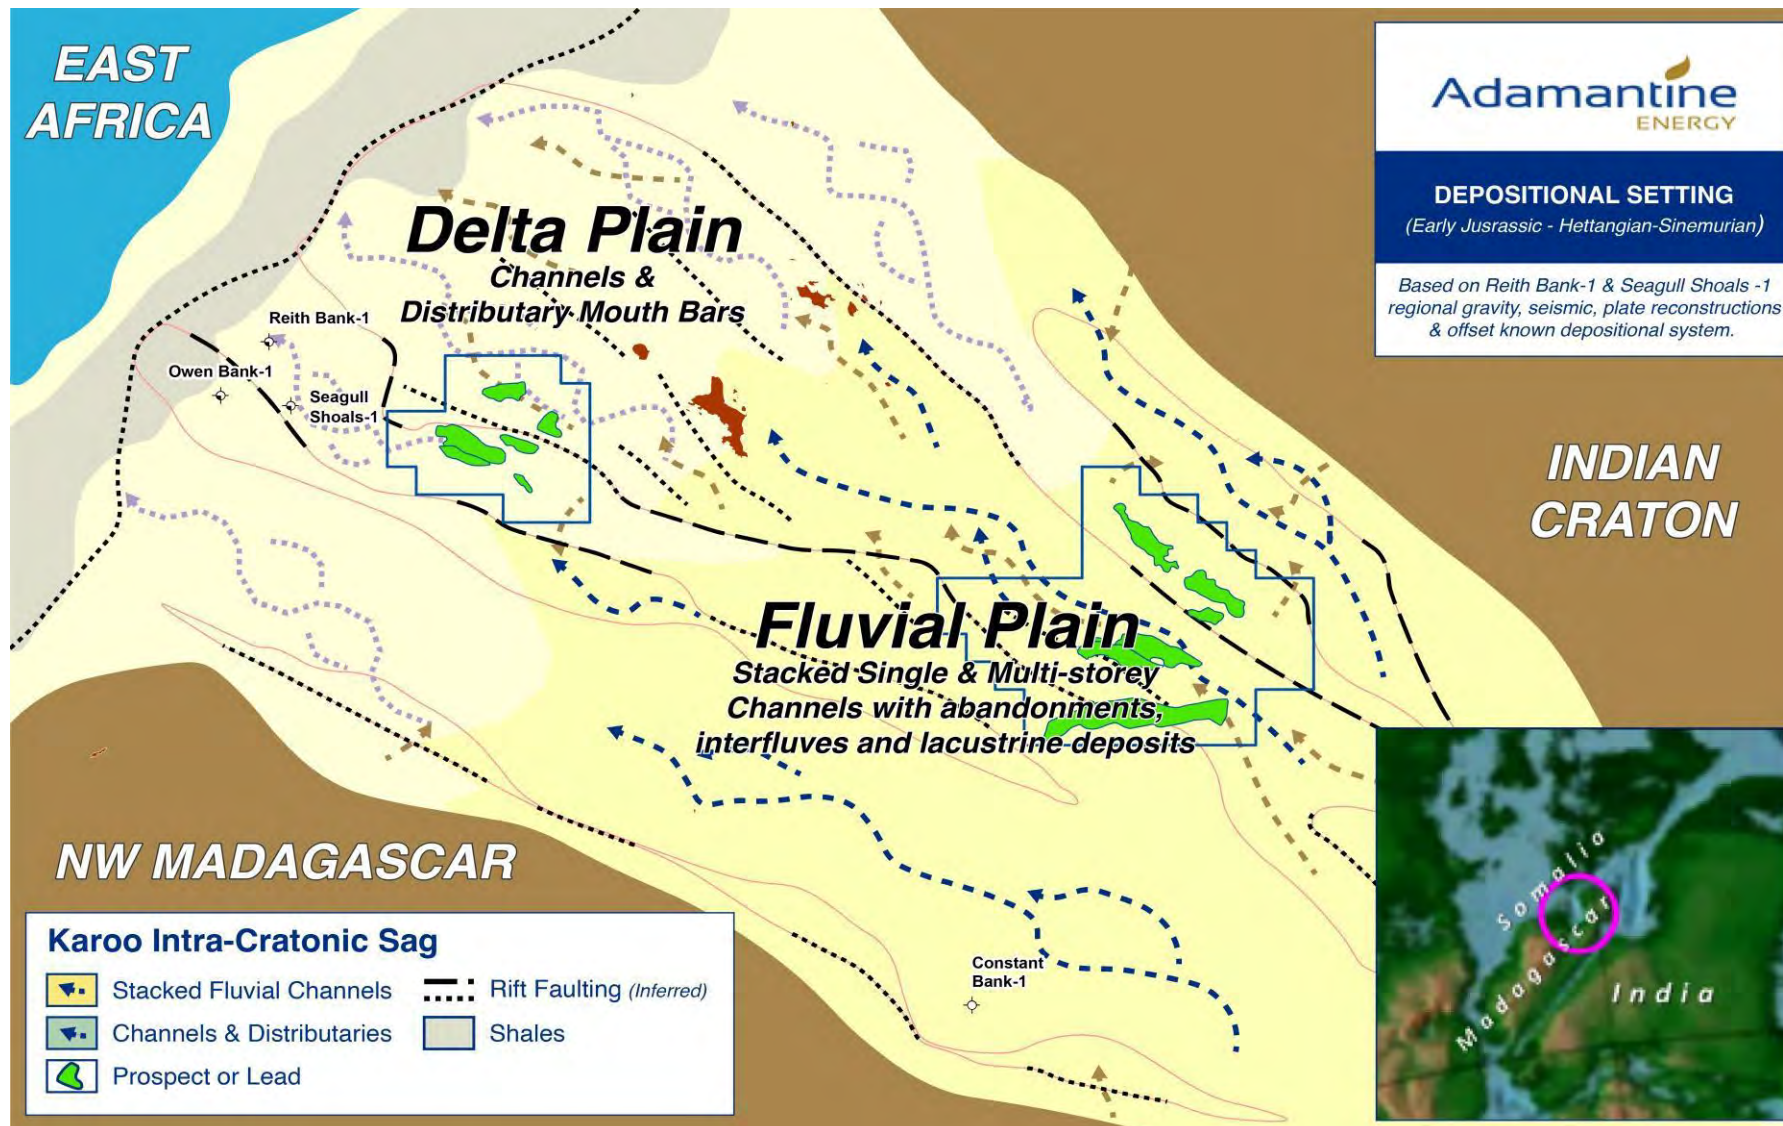 EAST
AFRICA
Adamantine
ENERGY
DEPOSITIONAL SETTING
(Early Jusrassic - Hettangian-Sinemurian)
Based on Reith Bank-1 & Seagull Shoals -1
regional gravity, seismic, plate reconstructions
& offset known depositional system.
Delta Plain
Channels &
Distributary Mouth Bars
Reith Bank-1
Owen Bank-1
Seagull
Shoals-1
INDIAN
CRATON
Fluvial Plain
Stacked Single & Multi-storey
Channels with abandonments,
interfluves and lacustrine deposits
NW MADAGASCAR
Constant
Bank-1
Karoo Intra-Cratonic Sag
Stacked Fluvial Channels
Channels & Distributaries
Prospect or Lead
Rift Faulting (Inferred)
Shales
Somalio
Madagascar
India